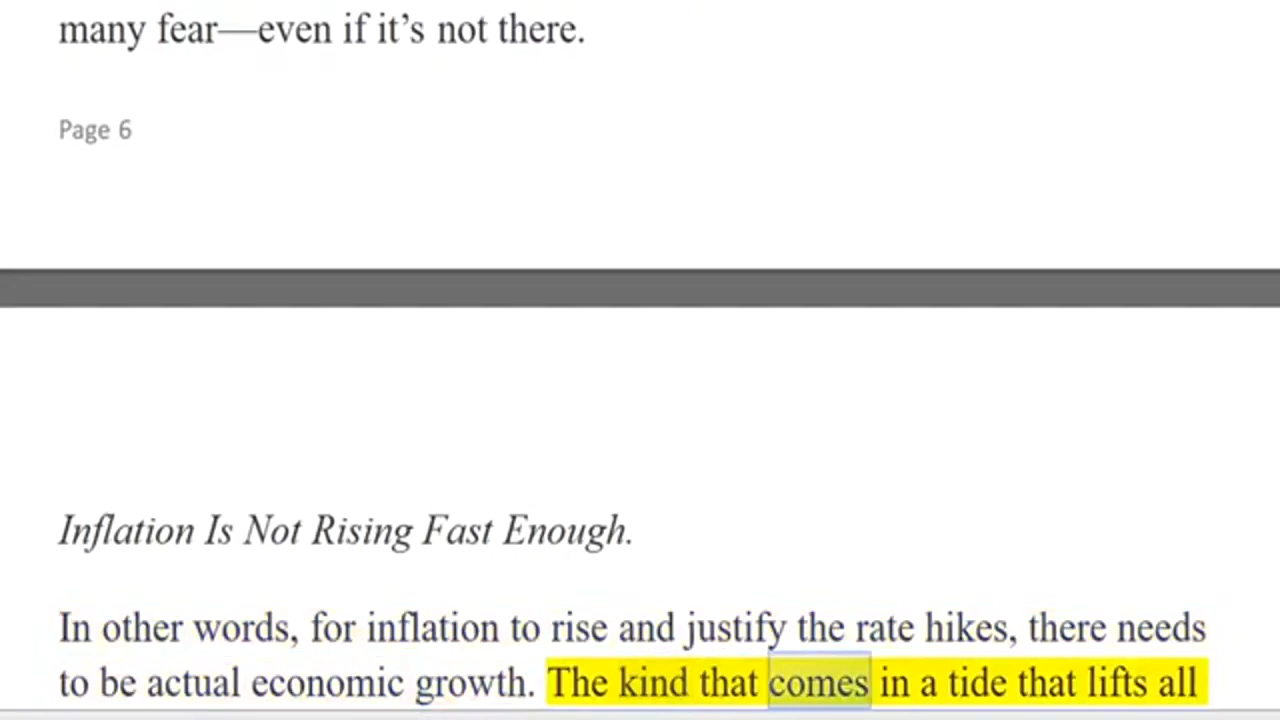 many fear—even if it’s not there.
Page 6
Inflation Is Not Rising Fast Enough.
In other words, for inflation to rise and justify the rate hikes, there needs
to be actual economic growth. The kind that comes in a tide that lifts all